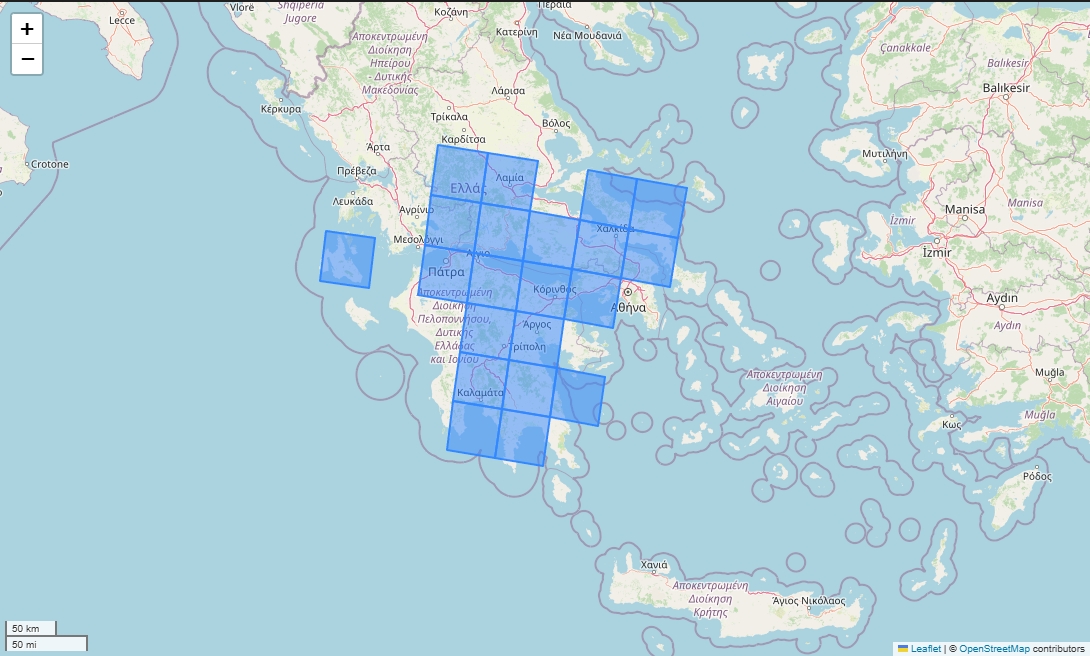 +
−
Lecce
Vlorë
Shqipëria
Jugore
Κοζάνη
Κατερίνη
Νέα Μουδανιά
Αποκεντρωμένη
Διοίκηση
Ηπείρου
- Δυτικής
Μακεδονίας
Λάρισα
Κέρκυρα
Τρίκαλα
Βόλος
Καρδίτσα
Άρτα
Crotone
Πρέβεζα
Λευκάδα
Λαμία
Ελλάς
Αγρίνιο
Μεσολόγγι
Χαλκίδα
Αίγιο
Πάτρα
Κόρινθος
Αθήνα
Αποκεντρωμένη
Διοίκηση
Πελοποννήσου,
Δυτικής
Ελλάδας
και Ιονίου
Άργος
Τρίπολη
Καλαμάτα
Çanakkale
Balıkesir
Balıkesir
Μυτιλήνη
Manisa
Manisa
İzmir
İzmir
Aydın
Aydın
Αποκεντρωμένη
Διοίκηση
Αιγαίου
Muğla
Muğla
Κως
Ρόδος
Χανιά
Αποκεντρωμένη
Διοίκηση
Κρήτης
Άγιος Νικόλαος
50 km
50 mi
Leaflet | © OpenStreetMap contributors